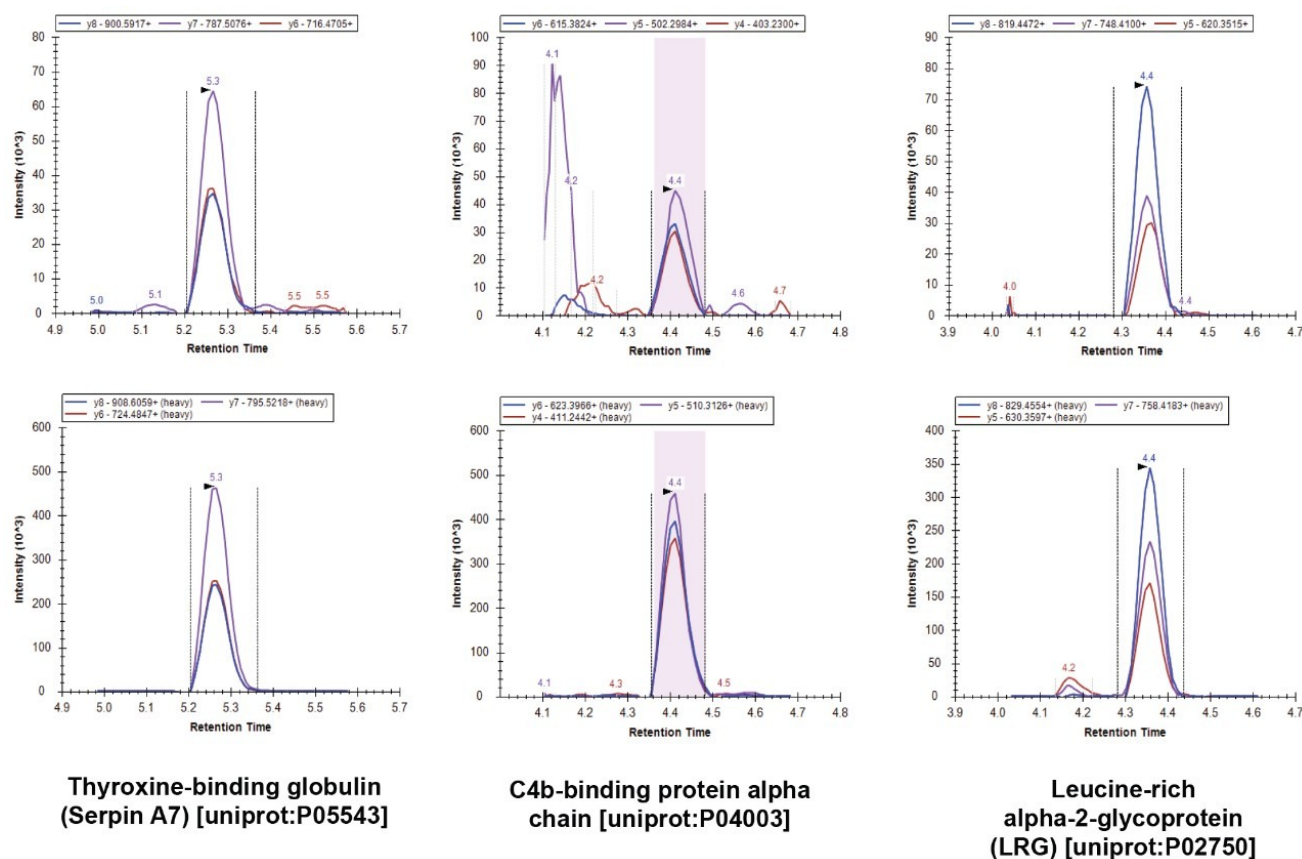 y8 - 900.5917+ y7 - 787.5076+ y6 - 716.4705+
80
70
60
50
40
30
20
10
0
Intensity (10^3)
5.3
5.0
5.1
5.5
5.5
4.9 5.0 5.1 5.2 5.3 5.4 5.5 5.6 5.7
Retention Time
y6 - 615.3824+ y5 - 502.2984+ y4 - 403.2300+
100
90
80
70
60
50
40
30
20
10
0
Intensity (10^3)
4.1
4.2
4.4
4.2
4.6
4.7
4.1 4.2 4.3 4.4 4.5 4.6 4.7 4.8
Retention Time
y8 - 819.4472+ y7 - 748.4100+ y5 - 620.3515+
90
80
70
60
50
40
30
20
10
0
Intensity (10^3)
4.4
4.0
4.4
3.9 4.0 4.1 4.2 4.3 4.4 4.5 4.6 4.7
Retention Time
y8 - 908.6059+ (heavy) y7 - 795.5218+ (heavy)
y6 - 724.4847+ (heavy)
600
500
400
300
200
100
0
Intensity (10^3)
5.3
4.9 5.0 5.1 5.2 5.3 5.4 5.5 5.6 5.7
Retention Time
y6 - 623.3966+ (heavy) y5 - 510.3126+ (heavy)
y4 - 411.2442+ (heavy)
600
500
400
300
200
100
0
Intensity (10^3)
4.4
4.1
4.3
4.5
4.1 4.2 4.3 4.4 4.5 4.6 4.7 4.8
Retention Time
y8 - 829.4554+ (heavy) y7 - 758.4183+ (heavy)
y5 - 630.3597+ (heavy)
400
350
300
250
200
150
100
50
0
Intensity (10^3)
4.4
4.2
3.9 4.0 4.1 4.2 4.3 4.4 4.5 4.6 4.7
Retention Time
Thyroxine-binding globulin
(Serpin A7) [uniprot:P05543]
C4b-binding protein alpha
chain [uniprot:P04003]
Leucine-rich
alpha-2-glycoprotein
(LRG) [uniprot:P02750]